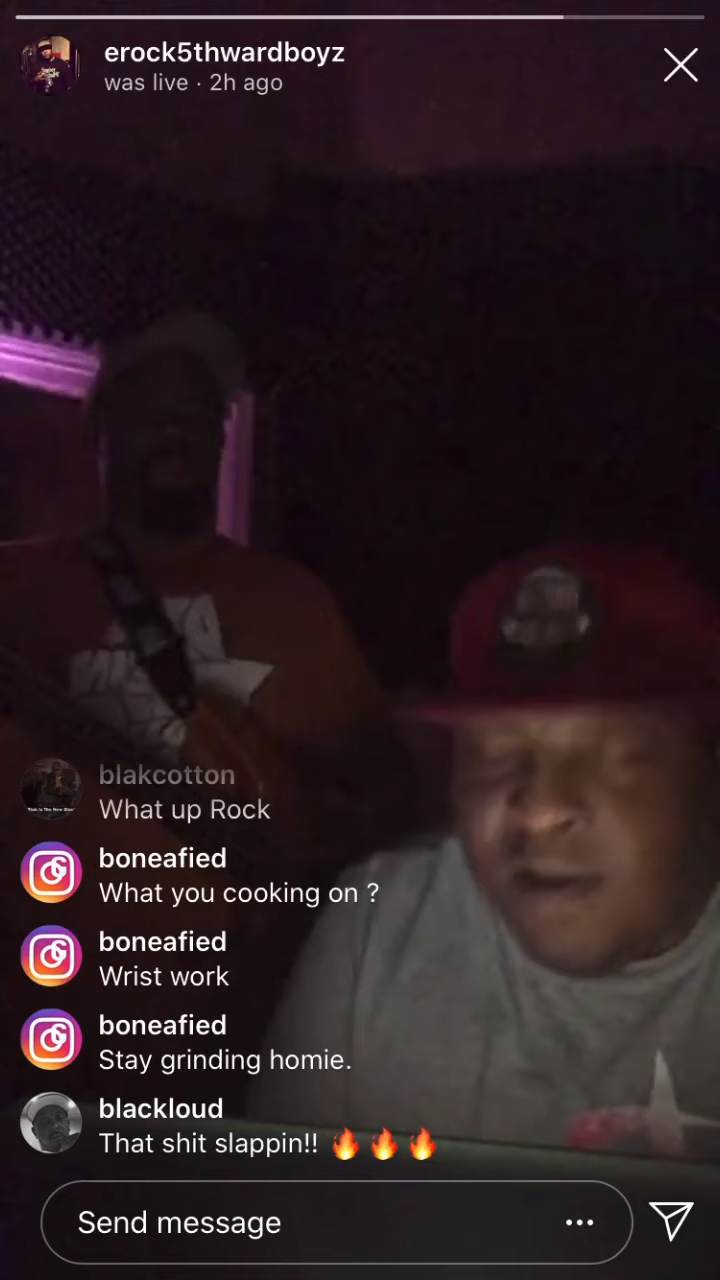 erock5thwardboyz
was live · 2h ago
blakcotton
What up Rock
boneafied
What you cooking on ?
boneafied
Wrist work
boneafied
Stay grinding homie.
blackloud
That shit slappin!! 🔥 🔥 🔥
Send message